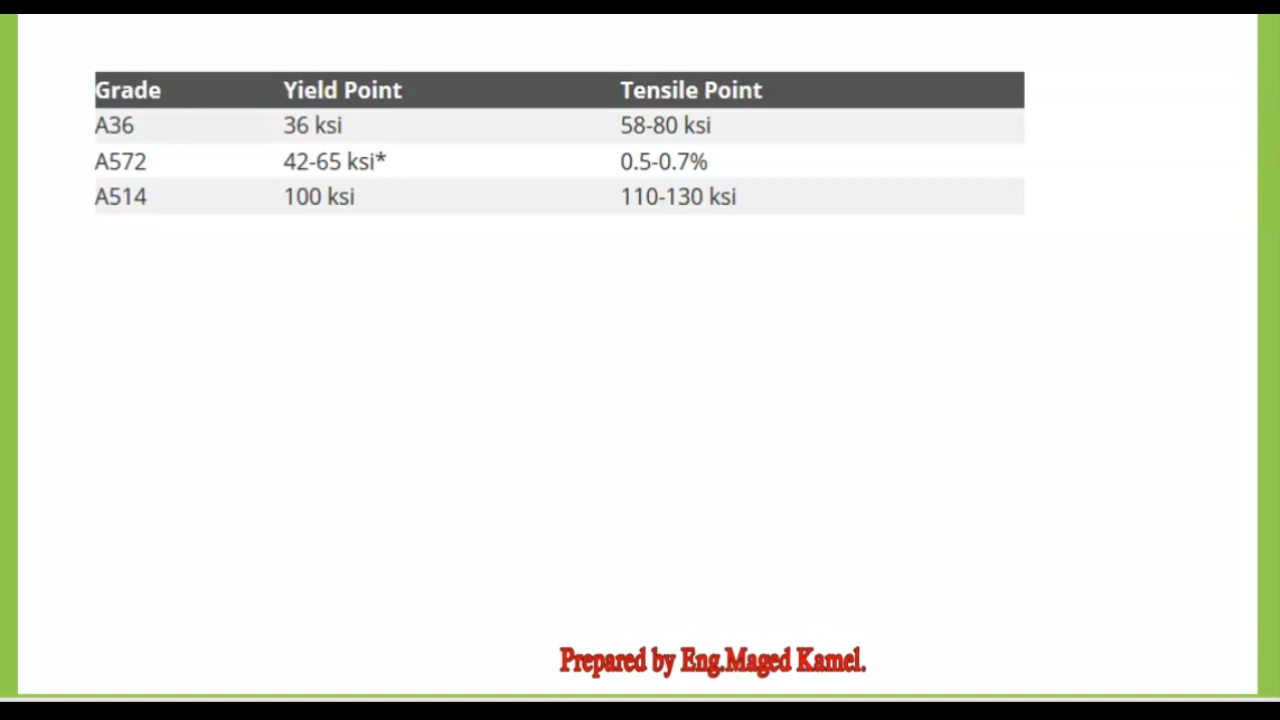 Grade Yield Point Tensile Point
A36 36 ksi 58-80 ksi
A572 42-65 ksi* 0.5-0.7%
A514 100 ksi 110-130 ksi
Prepared by Eng.Maged Kamel.